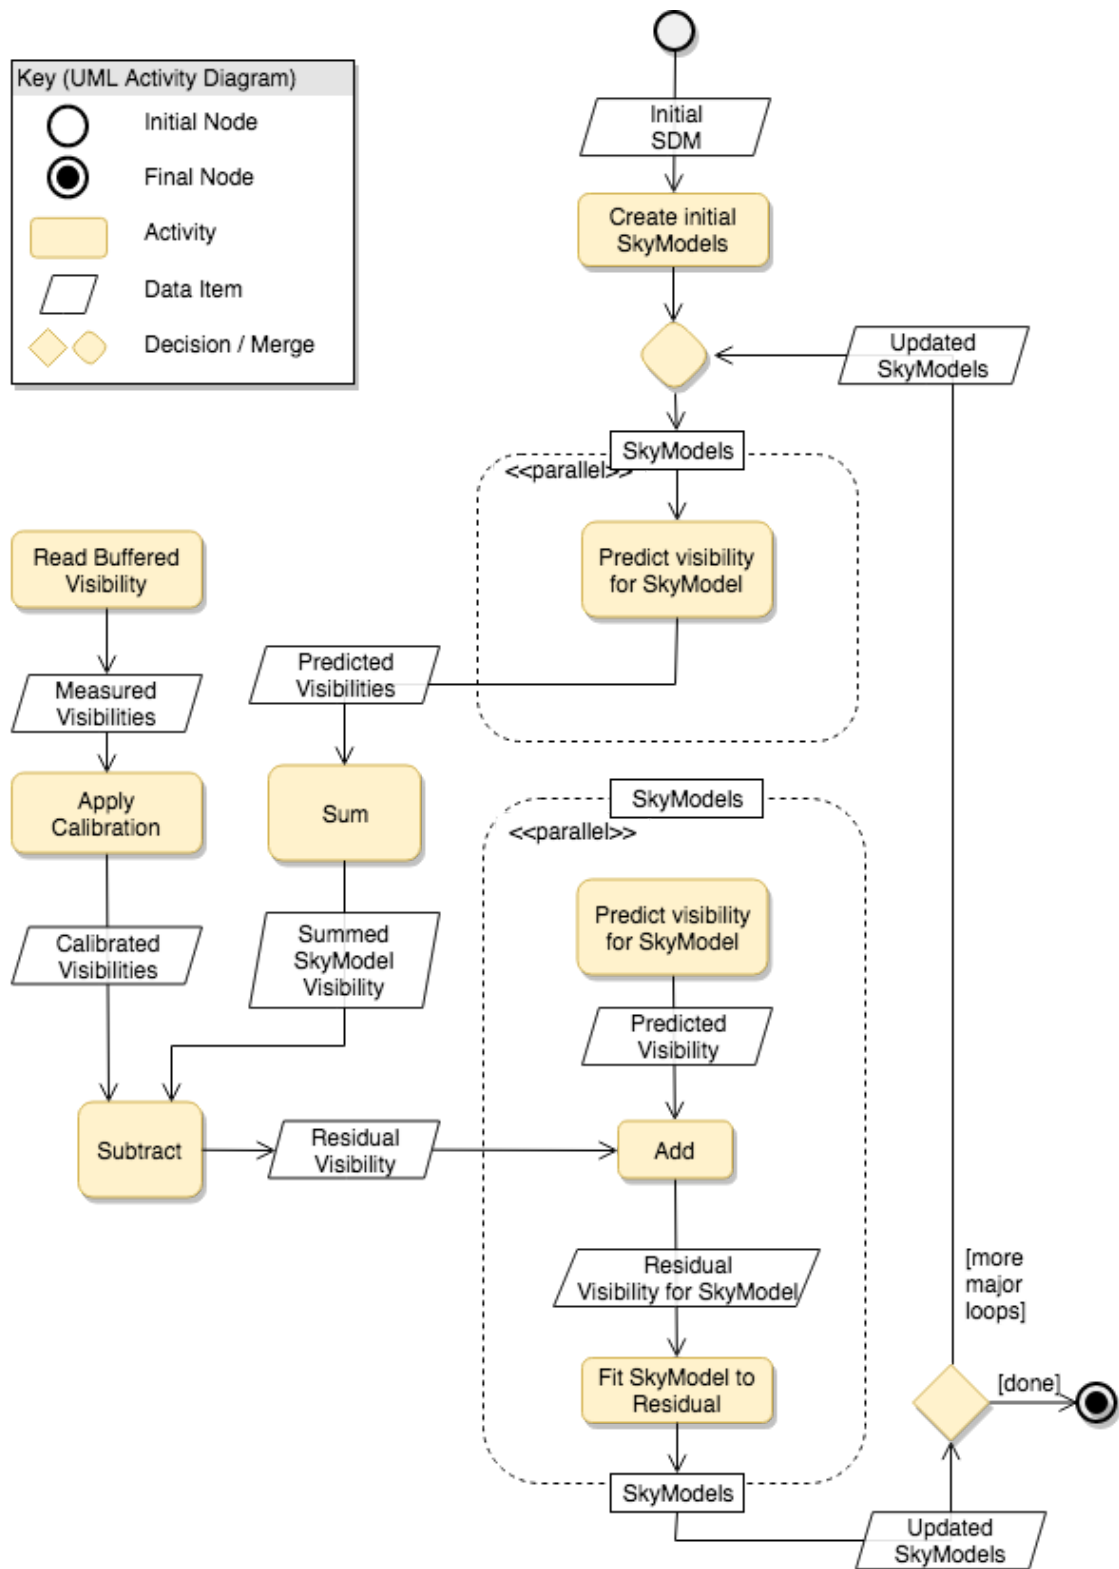 Key (UML Activity Diagram)
Initial Node
Final Node
Activity
Data Item
Decision / Merge
Initial
SDM
Create initial
SkyModels
Updated
SkyModels
SkyModels
<<parallel>>
Predict visibility
for SkyModel
Read Buffered
Visibility
Predicted
Visibilities
Measured
Visibilities
Apply
Calibration
Sum
SkyModels
<<parallel>>
Predict visibility
for SkyModel
Calibrated
Visibilities
Summed
SkyModel
Visibility
Predicted
Visibility
Subtract
Residual
Visibility
Add
Residual
Visibility for SkyModel
[more
major
loops]
Fit SkyModel to
Residual
[done]
SkyModels
Updated
SkyModels